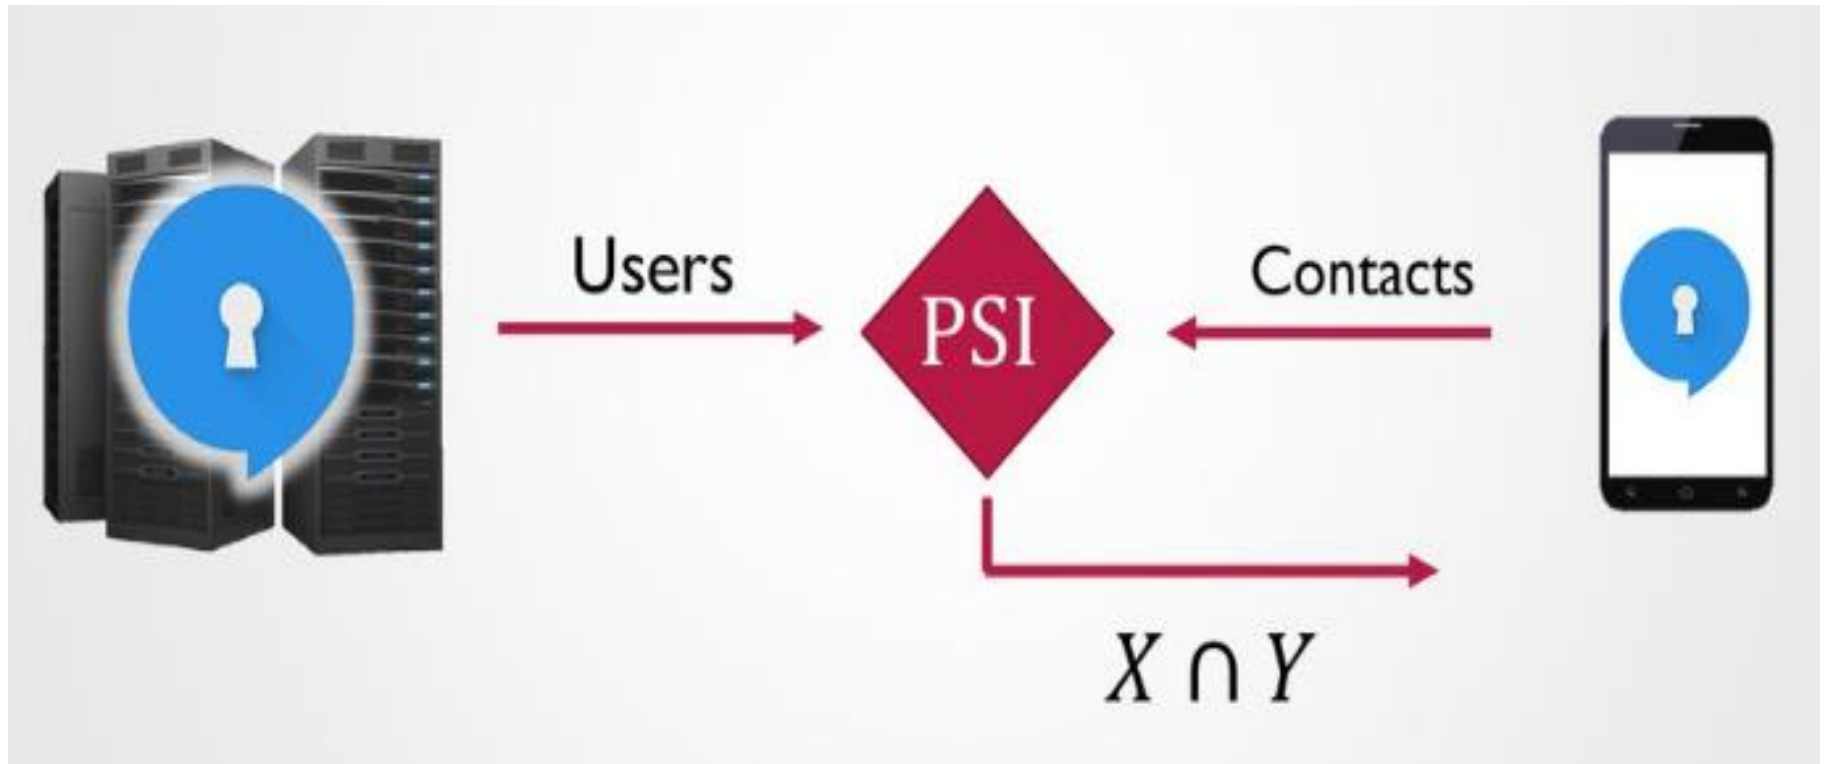 Users
PSI
Contacts
X ∩ Y